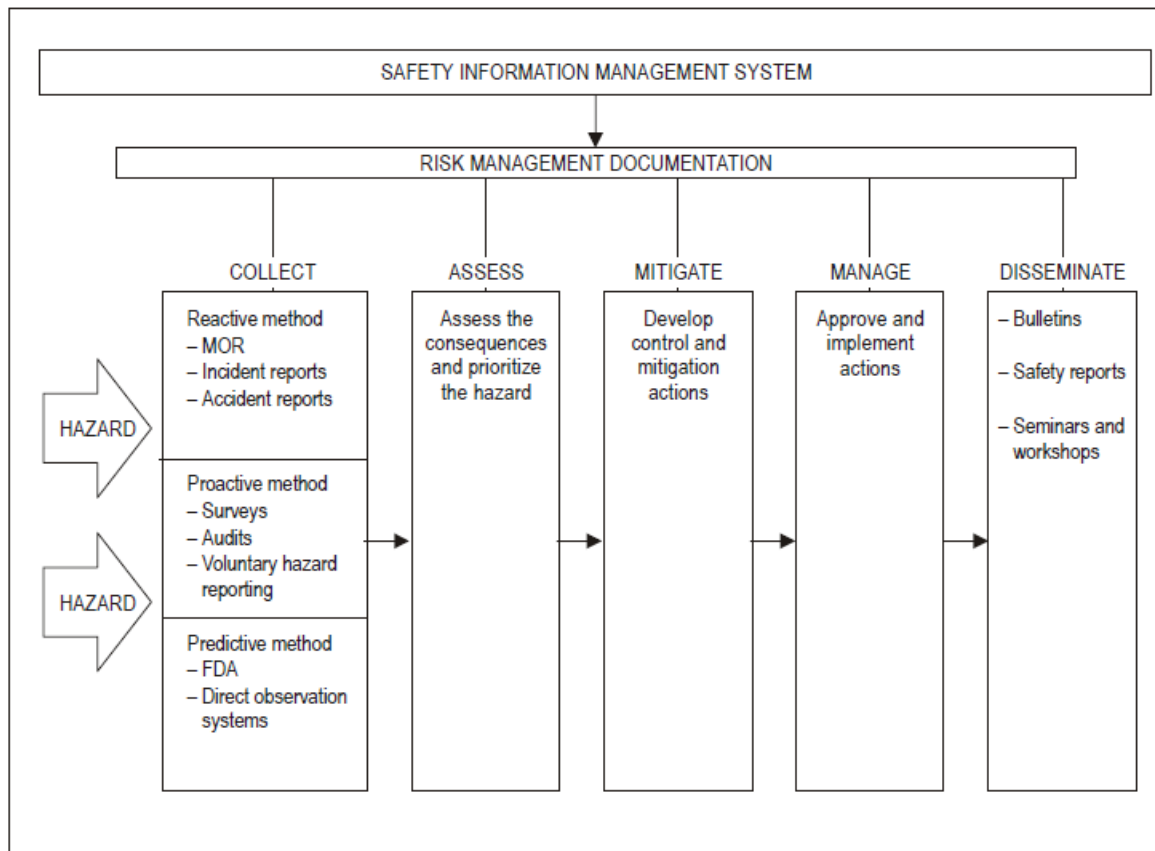 SAFETY INFORMATION MANAGEMENT SYSTEM
RISK MANAGEMENT DOCUMENTATION
COLLECT
ASSESS
MITIGATE
MANAGE
DISSEMINATE
HAZARD
HAZARD
Reactive method
– MOR
– Incident reports
– Accident reports
Proactive method
– Surveys
– Audits
– Voluntary hazard
reporting
Predictive method
– FDA
– Direct observation
systems
Assess the
consequences
and prioritize
the hazard
Develop
control and
mitigation
actions
Approve and
implement
actions
– Bulletins
– Safety reports
– Seminars and
workshops